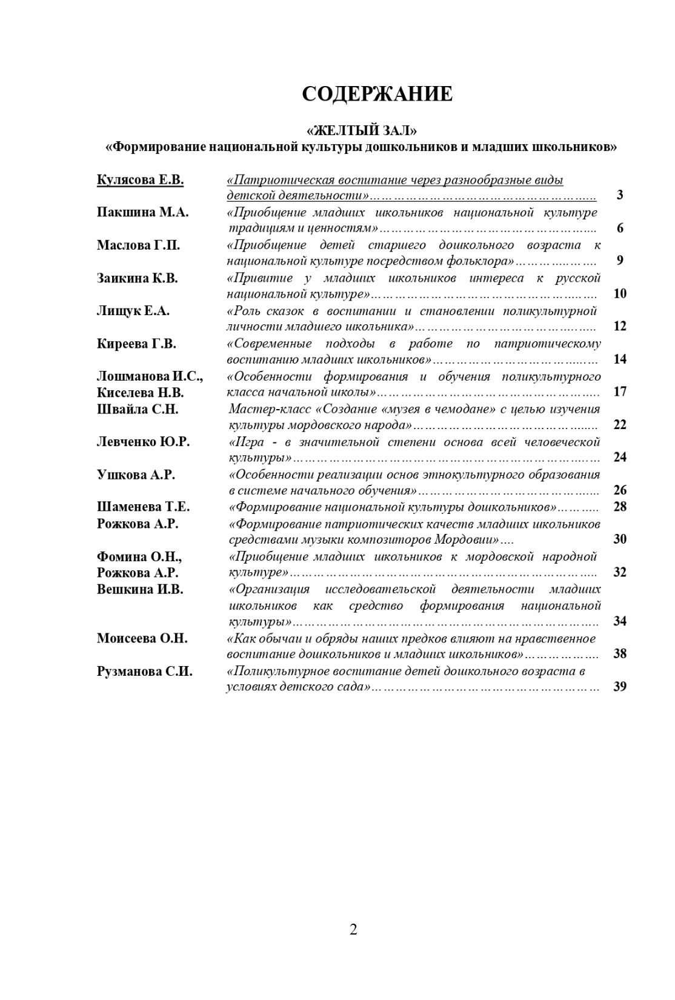 СОДЕРЖАНИЕ
«ЖЕЛТЫЙ ЗАЛ»
«Формирование национальной культуры дошкольников и младших школьников»
Кулясова Е.В. «Патриотическая воспитание через разнообразные виды
детской деятельности»……………………………………………….. 3
Пакшина М.А. «Приобщение младших школьников национальной культуре
традициям и ценностям»……………………………………………... 6
Маслова Г.П. «Приобщение детей старшего дошкольного возраста к
национальной культуре посредством фольклора»…………..……. 9
Заикина К.В. «Привитие у младших школьников интереса к русской
национальной культуре»……………………………………………..…. 10
Лищук Е.А. «Роль сказок в воспитании и становлении поликультурной
личности младшего школьника»…………………………………..….. 12
Киреева Г.В. «Современные подходы в работе по патриотическому
воспитанию младших школьников»………………………………..… 14
Лошманова И.С., «Особенности формирования и обучения поликультурного
Киселева Н.В. класса начальной школы»……………………………………………….. 17
Швайла С.Н. Мастер-класс «Создание «музея в чемодане» с целью изучения
культуры мордовского народа»……………………………………….. 22
Левченко Ю.Р. «Игра - в значительной степени основа всей человеческой
культуры»………………………………………………………………..… 24
Ушкова А.Р. «Особенности реализации основ этнокультурного образования
в системе начального обучения»……………………………………... 26
Шаменева Т.Е. «Формирование национальной культуры дошкольников»……….. 28
Рожкова А.Р. «Формирование патриотических качеств младших школьников
средствами музыки композиторов Мордовии»…. 30
Фомина О.Н., «Приобщение младших школьников к мордовской народной
Рожкова А.Р. культуре»………………………………………………………………….. 32
Вешкина И.В. «Организация исследовательской деятельности младших
школьников как средство формирования национальной
культуры»………………………………………………………………….. 34
Моисеева О.Н. «Как обычаи и обряды наших предков влияют на нравственное
воспитание дошкольников и младших школьников»………………. 38
Рузманова С.И. «Поликультурное воспитание детей дошкольного возраста в
условиях детского сада»………………………………………………… 39
2